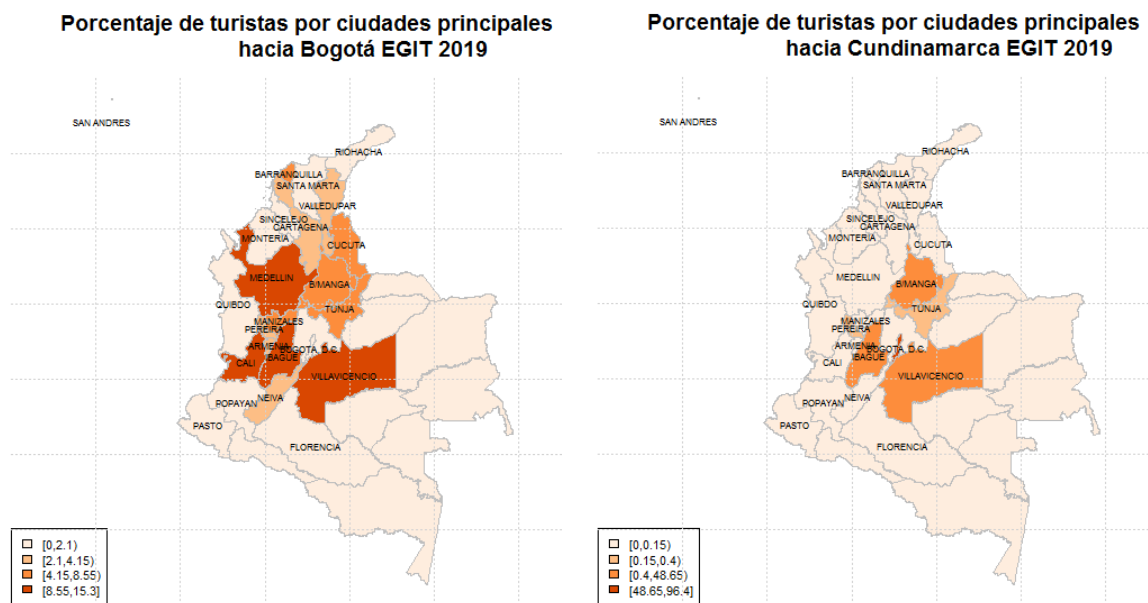 Porcentaje de turistas por ciudades principales
hacia Bogotá EGIT 2019
SAN ANDRES
RIOHACHA
BARRANQUILLA
SANTA MARTA
VALLEDUPAR
SINCELEJO
CARTAGENA
MONTERIA
CUCUTA
MEDELLIN
B/MANGA
QUIBDO
TUNJA
MANIZALES
PEREIRA
ARMENIA
BOGOTA, D.C.
IBAGUE
CALI
VILLAVICENCIO
NEIVA
POPAYAN
PASTO
FLORENCIA
[0,2.1)
[2.1,4.15)
[4.15,8.55)
[8.55,15.3]
Porcentaje de turistas por ciudades principales
hacia Cundinamarca EGIT 2019
SAN ANDRES
RIOHACHA
BARRANQUILLA
SANTA MARTA
VALLEDUPAR
SINCELEJO
CARTAGENA
MONTERIA
CUCUTA
MEDELLIN
B/MANGA
QUIBDO
TUNJA
MANIZALES
PEREIRA
ARMENIA
BOGOTA, D.C.
IBAGUE
CALI
VILLAVICENCIO
NEIVA
POPAYAN
PASTO
FLORENCIA
[0,0.15)
[0.15,0.4)
[0.4,48.65)
[48.65,96.4]